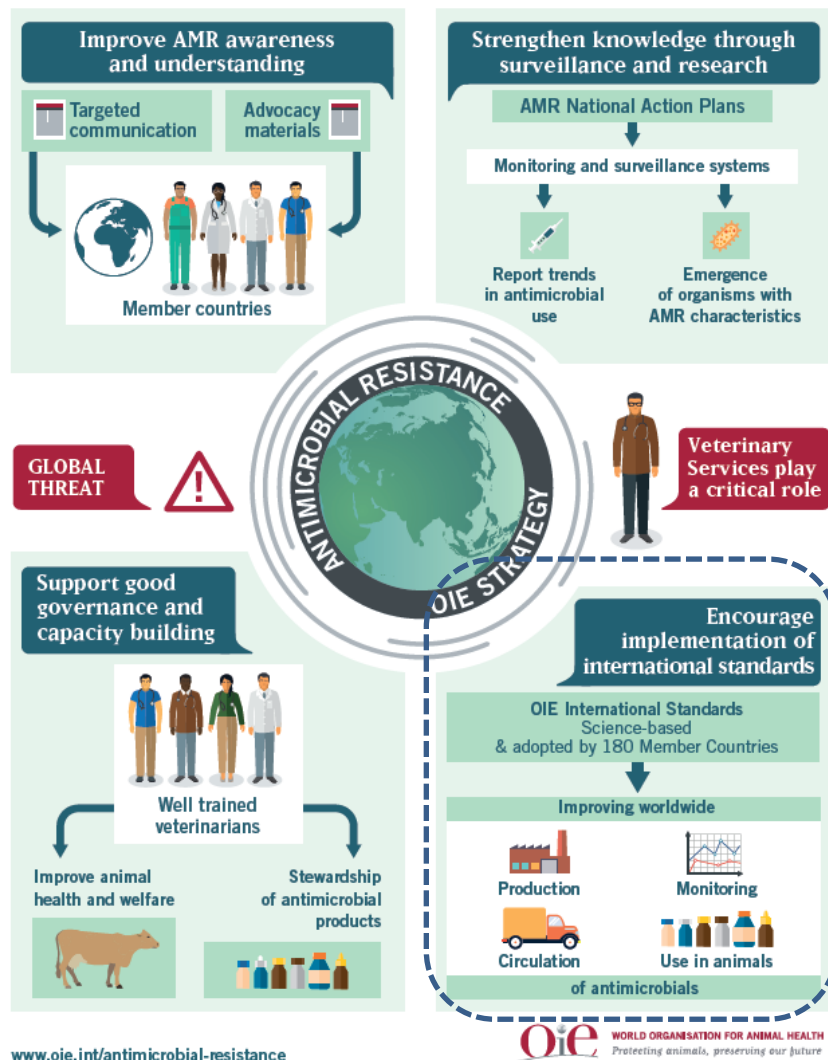 Improve AMR awareness
and understanding
Targeted
communication
Advocacy
materials
Member countries
Strengthen knowledge through
surveillance and research
AMR National Action Plans
Monitoring and surveillance systems
Report trends
in antimicrobial
use
Emergence
of organisms with
AMR characteristics
ANTIMICROBIAL RESISTANCE
OIE STRATEGY
GLOBAL
THREAT
!
Veterinary
Services play
a critical role
Support good
governance and
capacity building
Well trained
veterinarians
Improve animal
health and welfare
Stewardship
of antimicrobial
products
Encourage
implementation of
international standards
OIE International Standards
Science-based
& adopted by 180 Member Countries
Improving worldwide
Production
Monitoring
Circulation
Use in animals
of antimicrobials
www.oie.int/antimicrobial-resistance
Oie
WORLD ORGANISATION FOR ANIMAL HEALTH
Protecting animals, preserving our future